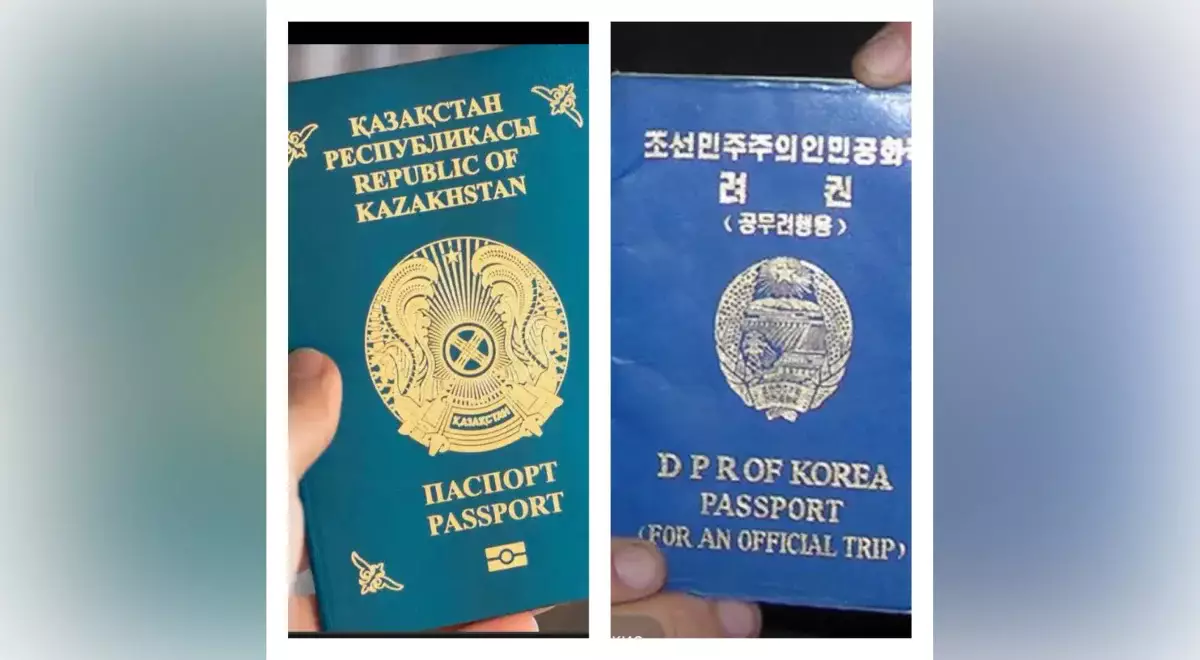 ҚАЗАҚСТАН
РЕСПУБЛИКАСЫ
REPUBLIC OF
KAZAKHSTAN
ҚАЗАҚСТАН
ПАСПОРТ
PASSPORT
조선민주주의인민공화
려 권
(공무려행용)
D P R OF KOREA
PASSPORT
(FOR AN OFFICIAL TRIP)